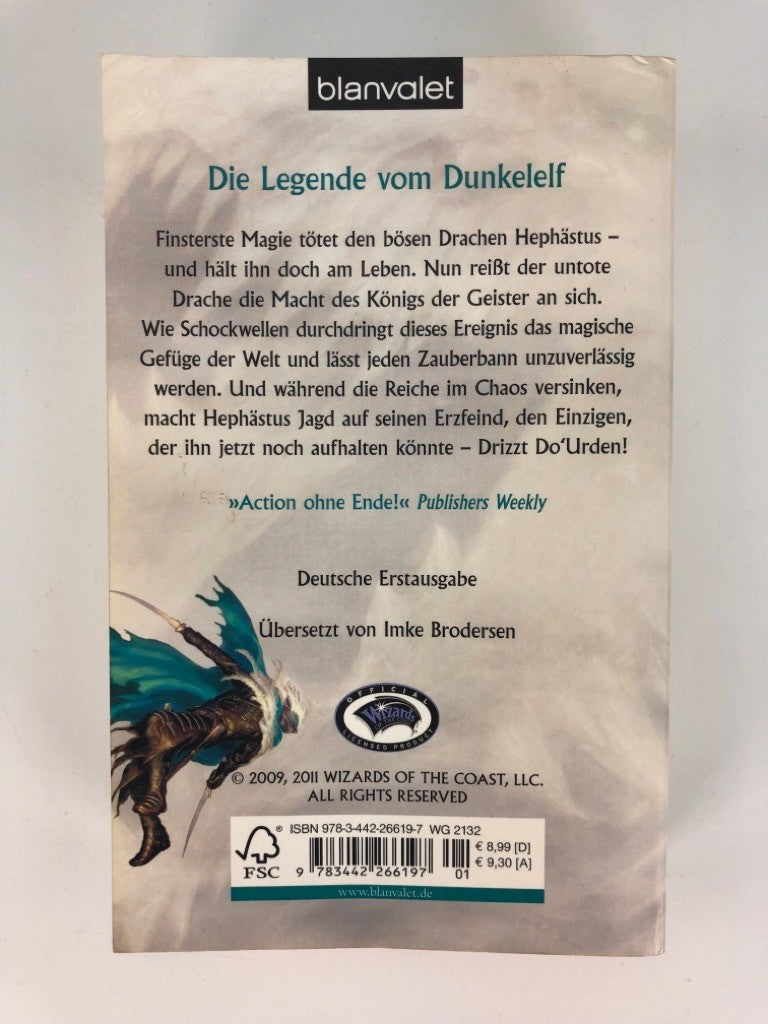 blanvalet
Die Legende vom Dunkelelf
Finsterste Magie tötet den bösen Drachen Hephästus –
und hält ihn doch am Leben. Nun reißt der untote
Drache die Macht des Königs der Geister an sich.
Wie Schockwellen durchdringt dieses Ereignis das magische
Gefüge der Welt und lässt jeden Zauberbann unzuverlässig
werden. Und während die Reiche im Chaos versinken,
macht Hephästus Jagd auf seinen Erzfeind, den Einzigen,
der ihn jetzt noch aufhalten könnte – Drizzt Do‘Urden!
»Action ohne Ende!« Publishers Weekly
Deutsche Erstausgabe
Übersetzt von Imke Brodersen
OFFICIAL
Wizards
OF THE COAST
LICENSED PRODUCT
© 2009, 2011 WIZARDS OF THE COAST, LLC.
ALL RIGHTS RESERVED
ISBN 978-3-442-26619-7 WG 2132
€ 8,99 [D]
€ 9,30 [A]
® FSC
9 783442 266197 01
www.blanvalet.de